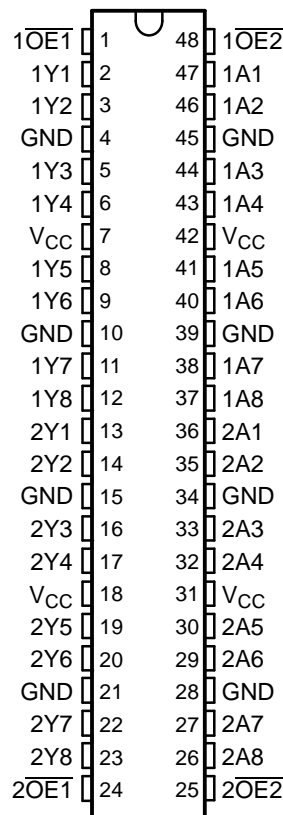 1OE1 1 48 1OE2
1Y1 2 47 1A1
1Y2 3 46 1A2
GND 4 45 GND
1Y3 5 44 1A3
1Y4 6 43 1A4
VCC 7 42 VCC
1Y5 8 41 1A5
1Y6 9 40 1A6
GND 10 39 GND
1Y7 11 38 1A7
1Y8 12 37 1A8
2Y1 13 36 2A1
2Y2 14 35 2A2
GND 15 34 GND
2Y3 16 33 2A3
2Y4 17 32 2A4
VCC 18 31 VCC
2Y5 19 30 2A5
2Y6 20 29 2A6
GND 21 28 GND
2Y7 22 27 2A7
2Y8 23 26 2A8
2OE1 24 25 2OE2